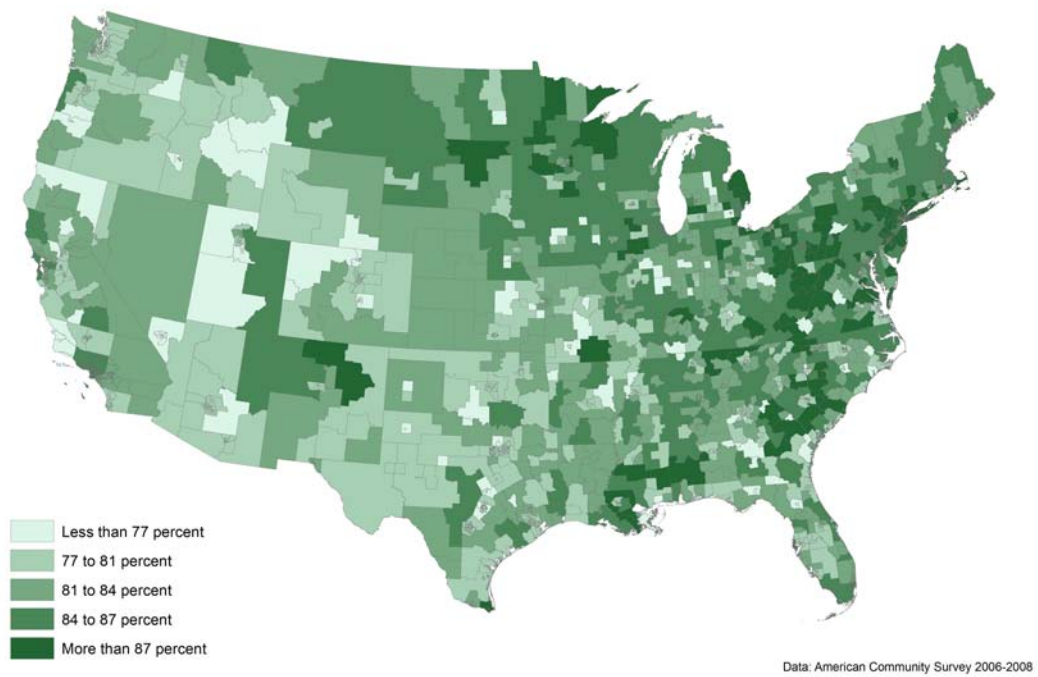 Less than 77 percent
77 to 81 percent
81 to 84 percent
84 to 87 percent
More than 87 percent
Data: American Community Survey 2006-2008